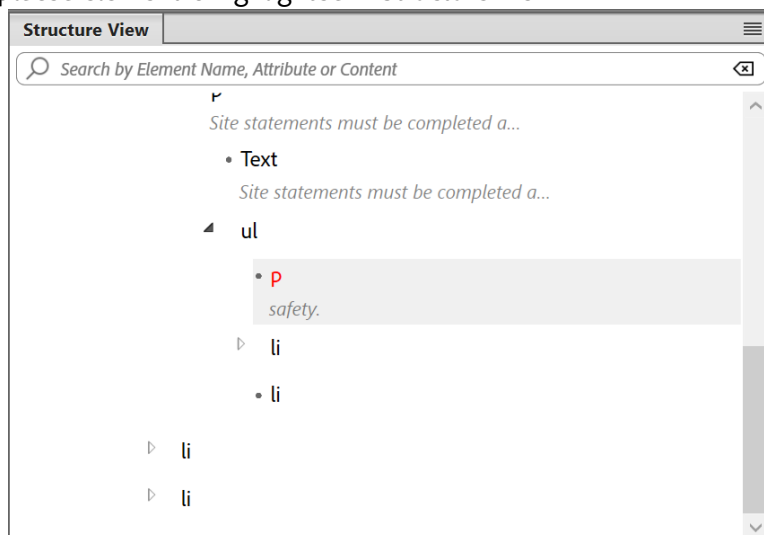 Structure View
Search by Element Name, Attribute or Content
p
Site statements must be completed a...
Text
Site statements must be completed a...
ul
p
safety.
li
li
li
li